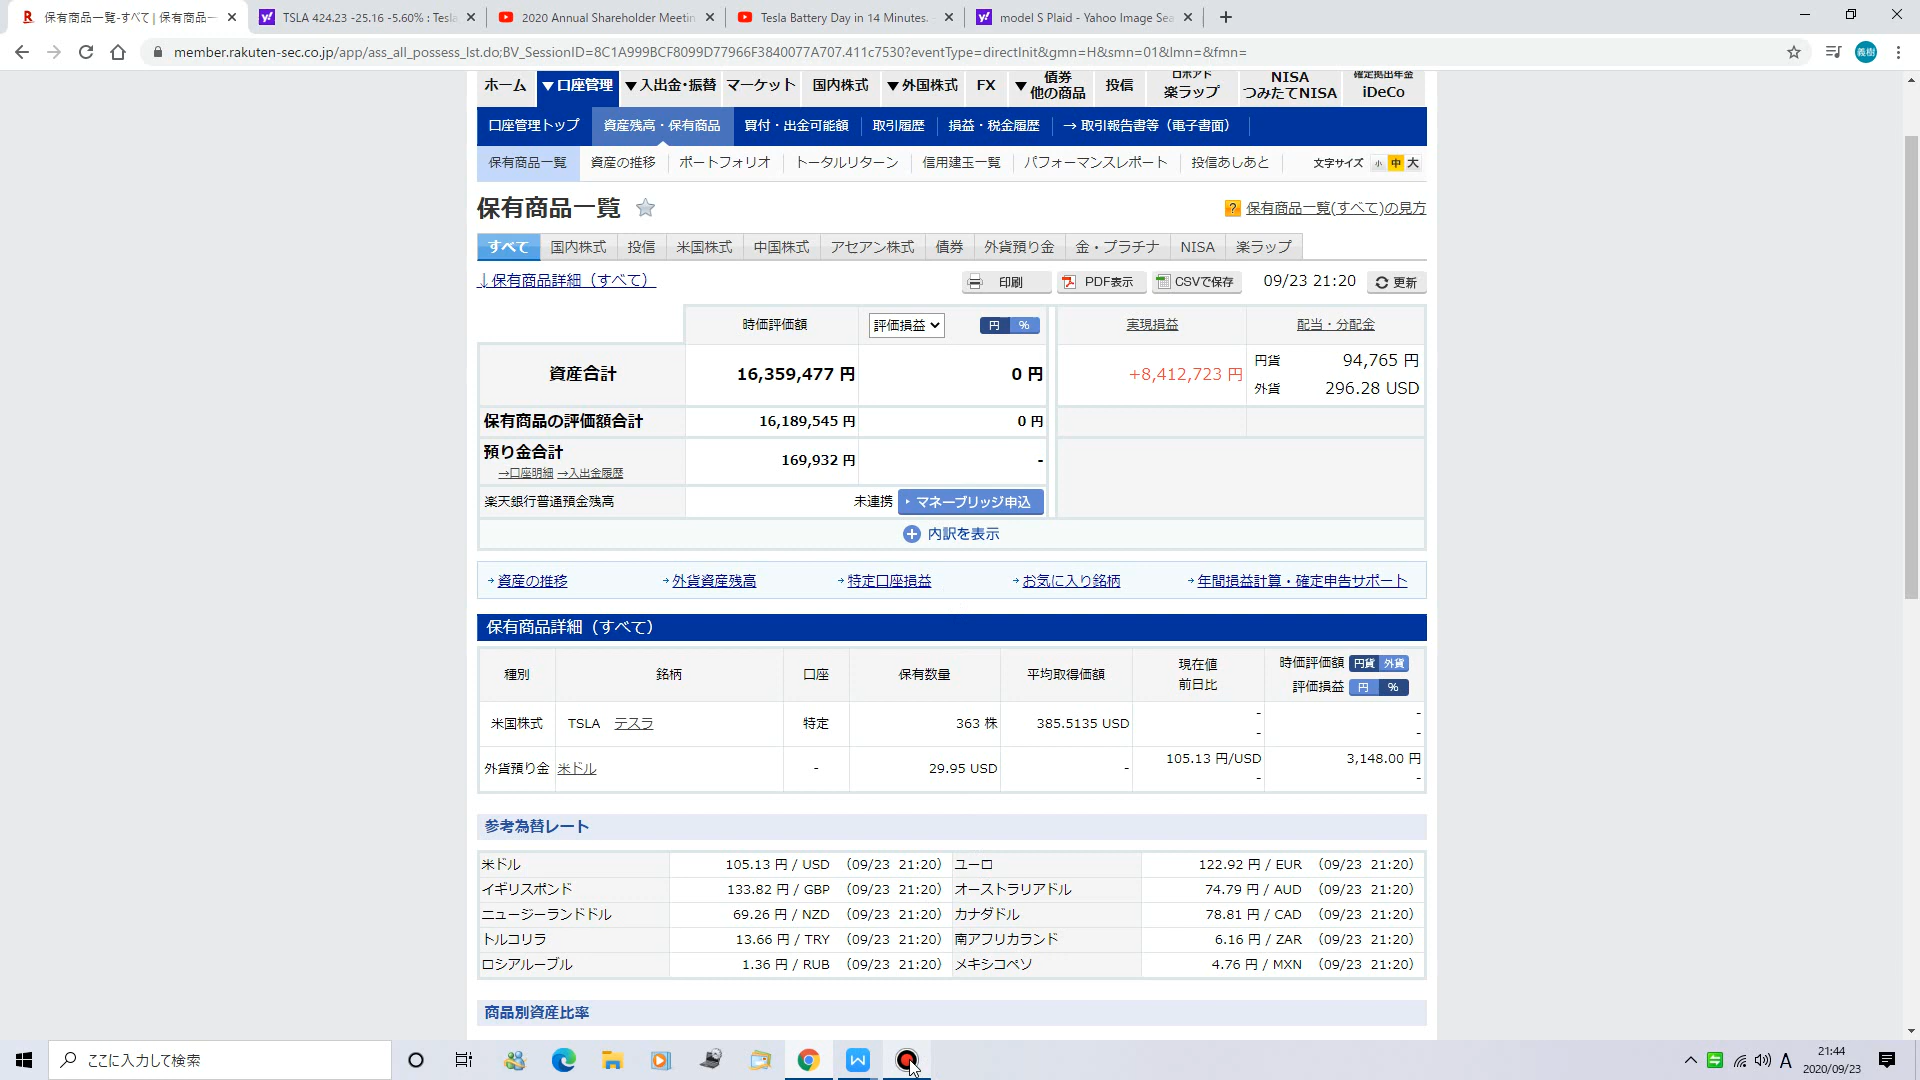 保有商品一覧-すべて | 保有商品一
TSLA 424.23 -25.16 -5.60% : Tesla
2020 Annual Shareholder Meetin
Tesla Battery Day in 14 Minutes.
model S Plaid - Yahoo Image Sea
member.rakuten-sec.co.jp/app/ass_all_possess_lst.do;BV_SessionID=8C1A999BCF8099D77966F3840077A707.411c7530?eventType=directInit&gmn=H&smn=01&lmn=&fmn=
義樹
ホーム ▼口座管理 ▼入出金・振替 マーケット 国内株式 ▼外国株式 FX ▼債券 他の商品 投信 ロボアド 楽ラップ NISA つみたてNISA 確定拠出年金 iDeCo
口座管理トップ 資産残高・保有商品 買付・出金可能額 取引履歴 損益・税金履歴 → 取引報告書等（電子書面）
保有商品一覧 資産の推移 ポートフォリオ トータルリターン 信用建玉一覧 パフォーマンスレポート 投信あしあと 文字サイズ 小 中 大
保有商品一覧 ? 保有商品一覧(すべて)の見方
すべて 国内株式 投信 米国株式 中国株式 アセアン株式 債券 外貨預り金 金・プラチナ NISA 楽ラップ
↓保有商品詳細（すべて） 印刷 PDF表示 CSVで保存 09/23 21:20 更新
時価評価額 評価損益 円 % 実現損益 配当・分配金
資産合計 16,359,477 円 0 円 +8,412,723 円 円貨 94,765 円
外貨 296.28 USD
保有商品の評価額合計 16,189,545 円 0 円
預り金合計 169,932 円 -
→口座明細 →入出金履歴
楽天銀行普通預金残高 未連携 マネーブリッジ申込
内訳を表示
資産の推移 外貨資産残高 特定口座損益 お気に入り銘柄 年間損益計算・確定申告サポート
保有商品詳細（すべて）
種別 銘柄 口座 保有数量 平均取得価額 現在値 前日比 時価評価額 円貨 外貨 評価損益 円 %
米国株式 TSLA テスラ 特定 363 株 385.5135 USD - - - -
外貨預り金 米ドル - 29.95 USD - 105.13 円/USD - 3,148.00 円 -
参考為替レート
米ドル 105.13 円 / USD （09/23 21:20） ユーロ 122.92 円 / EUR （09/23 21:20）
イギリスポンド 133.82 円 / GBP （09/23 21:20） オーストラリアドル 74.79 円 / AUD （09/23 21:20）
ニュージーランドドル 69.26 円 / NZD （09/23 21:20） カナダドル 78.81 円 / CAD （09/23 21:20）
トルコリラ 13.66 円 / TRY （09/23 21:20） 南アフリカランド 6.16 円 / ZAR （09/23 21:20）
ロシアルーブル 1.36 円 / RUB （09/23 21:20） メキシコペソ 4.76 円 / MXN （09/23 21:20）
商品別資産比率
ここに入力して検索
A
21:44
2020/09/23